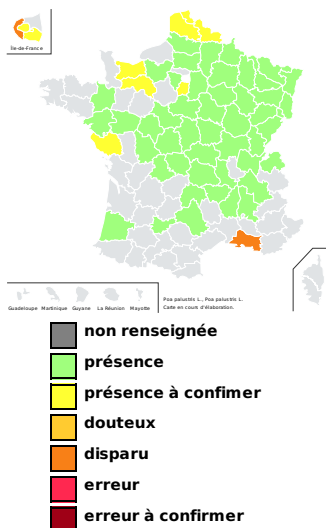 Île-de-France
Guadeloupe Martinique Guyane La Réunion Mayotte
Poa palustris L., Poa palustris L.
Carte en cours d'élaboration.
non renseignée
présence
présence à confimer
douteux
disparu
erreur
erreur à confirmer